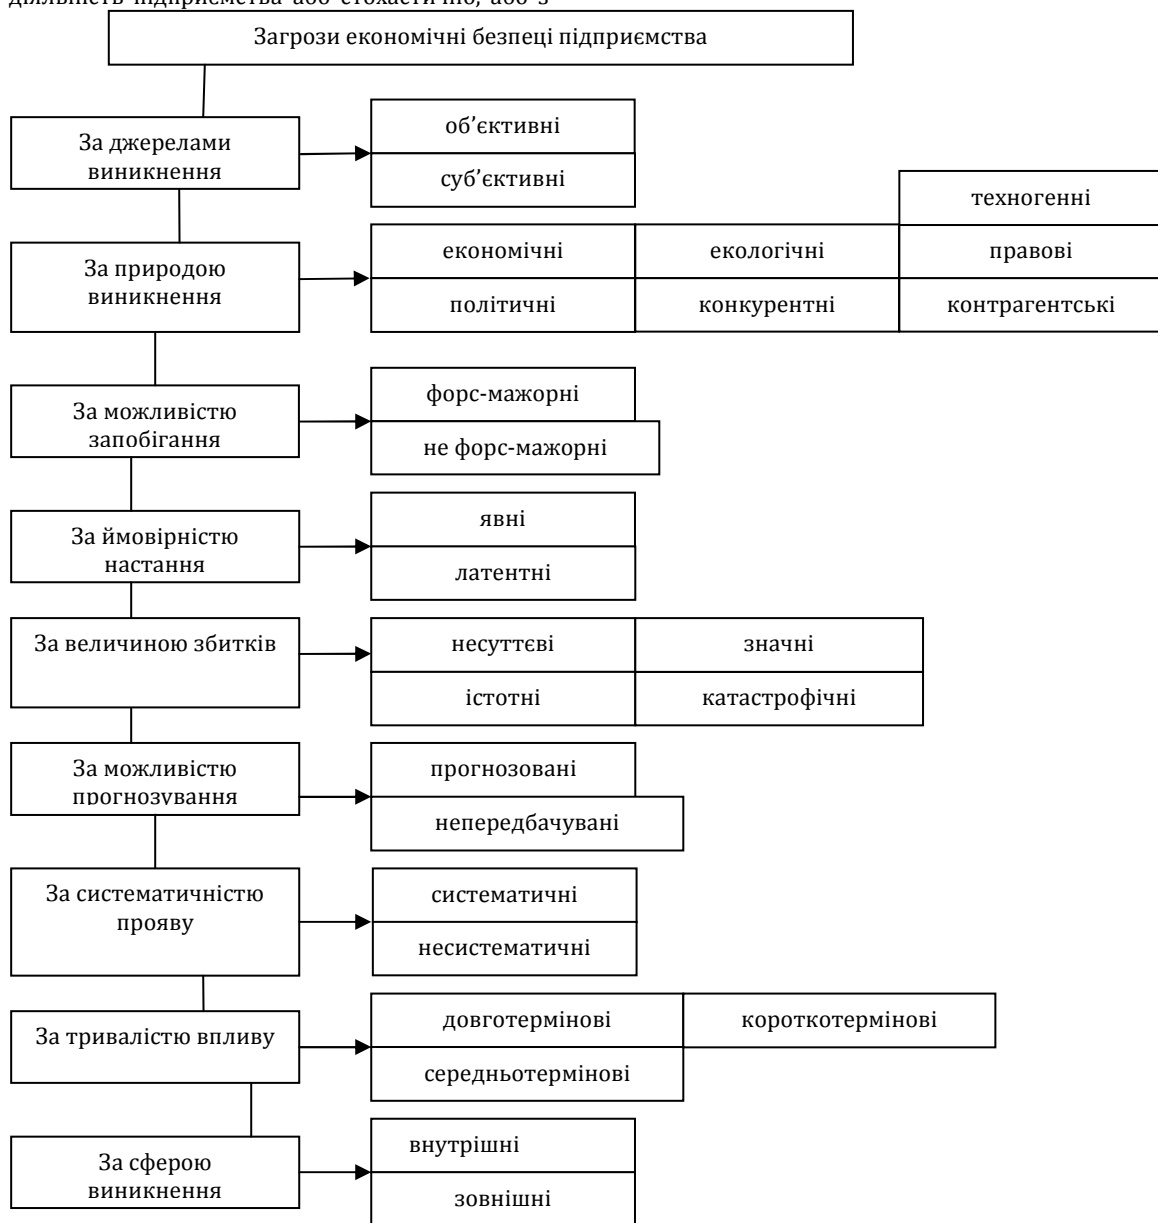 діяльність підприємства або стохастично, або з
Загрози економічні безпеці підприємства
За джерелами
виникнення
об’єктивні
суб’єктивні
техногенні
За природою
виникнення
економічні
екологічні
правові
політичні
конкурентні
контрагентські
За можливістю
запобігання
форс-мажорні
не форс-мажорні
За ймовірністю
настання
явні
латентні
За величиною збитків
несуттєві
значні
істотні
катастрофічні
За можливістю
прогнозування
прогнозовані
непередбачувані
За систематичністю
прояву
систематичні
несистематичні
За тривалістю впливу
довготермінові
короткотермінові
середньотермінові
За сферою
виникнення
внутрішні
зовнішні